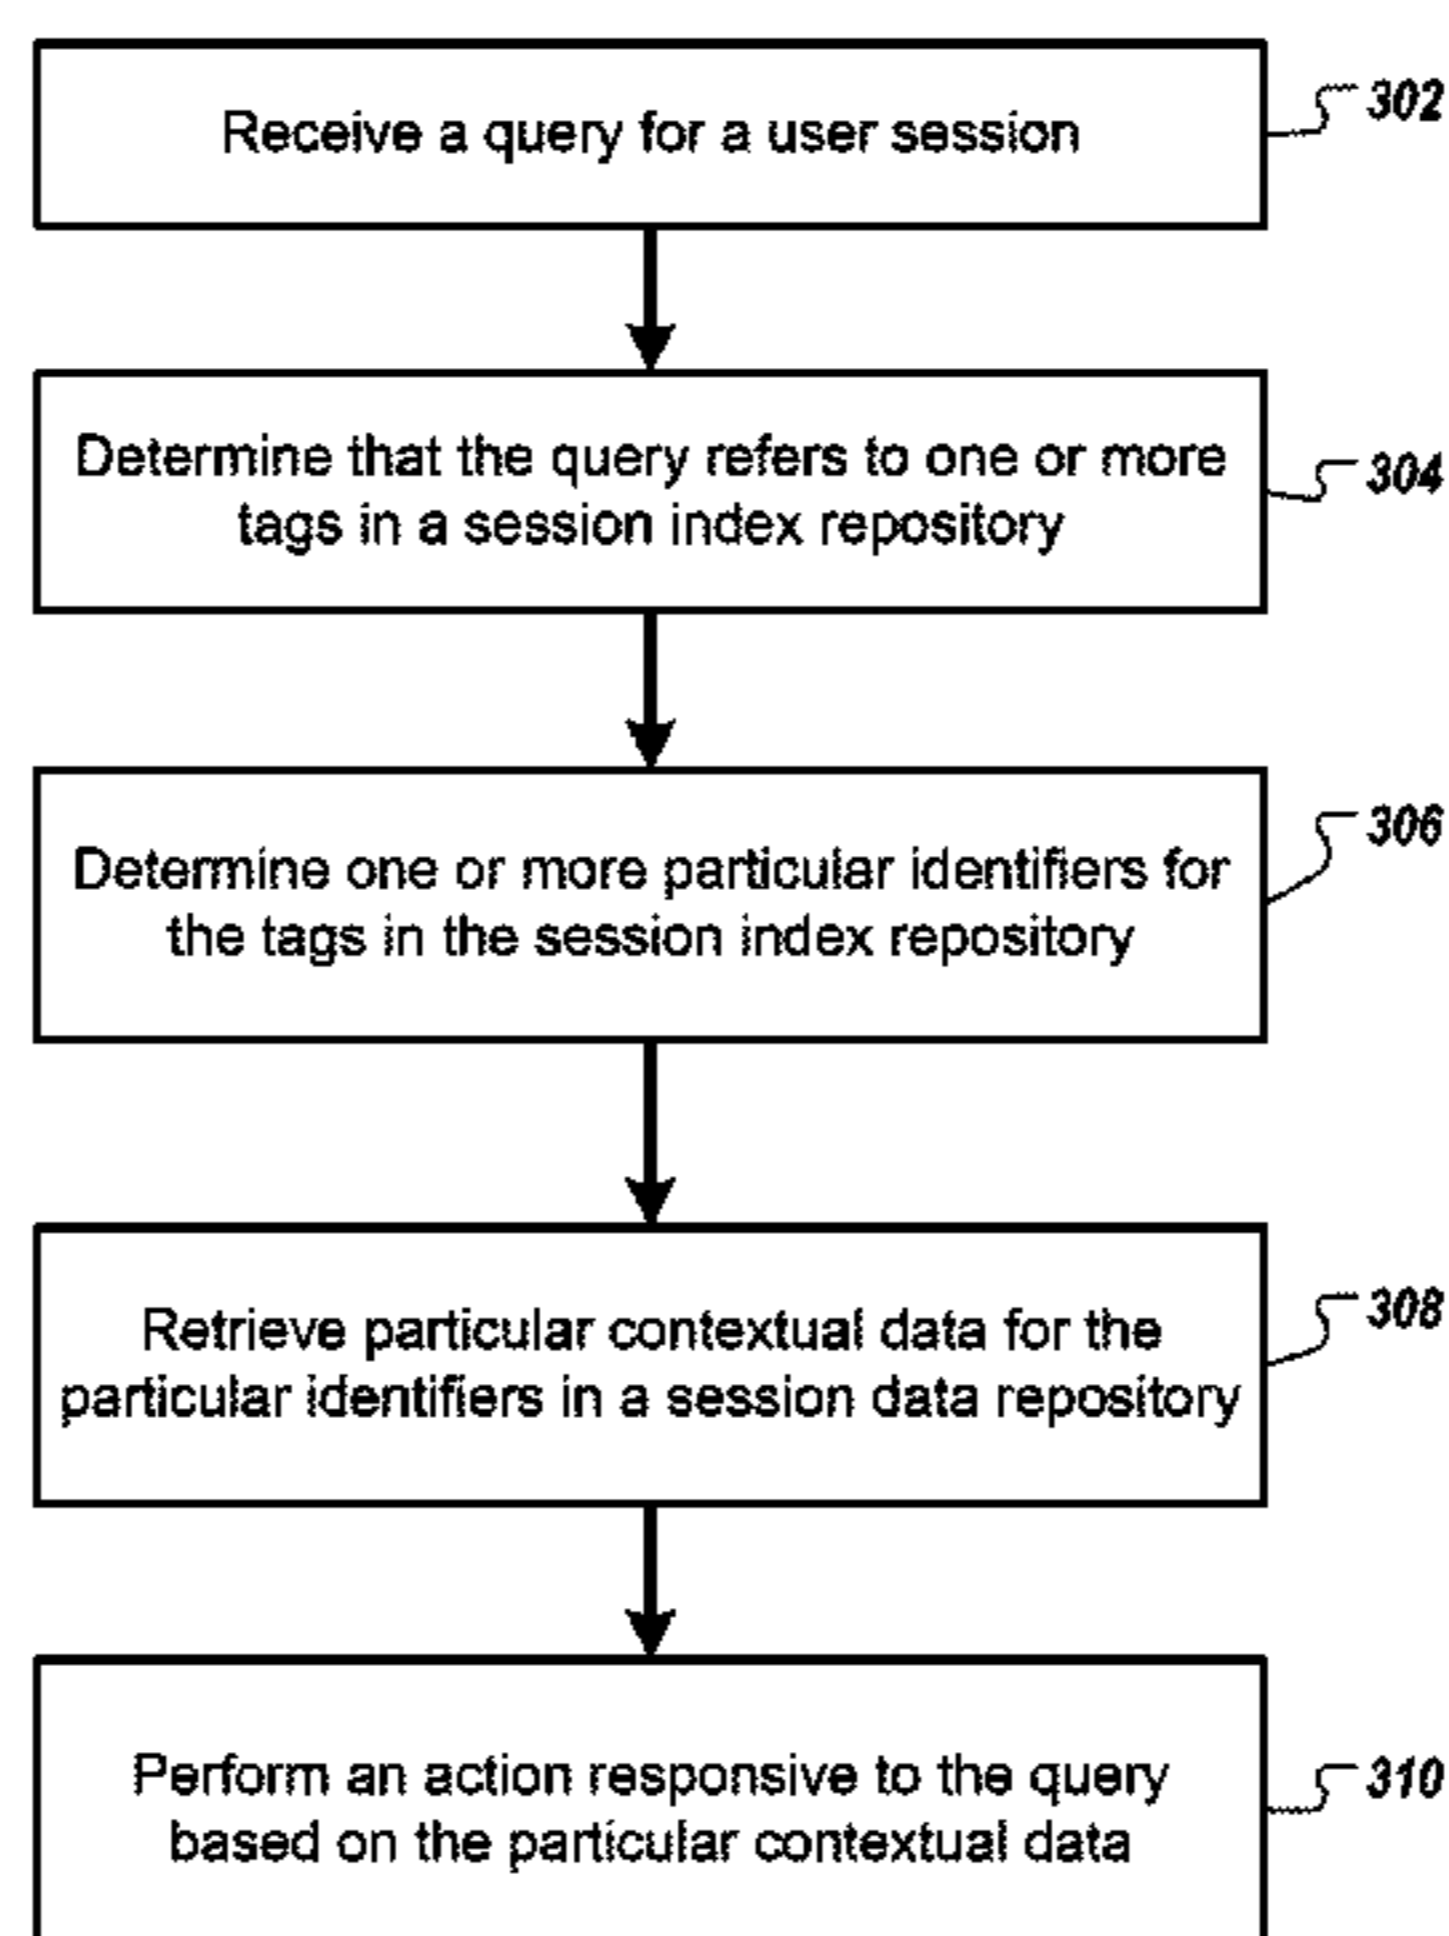 Receive a query for a user session
302
Determine that the query refers to one or more
tags in a session index repository
304
Determine one or more particular identifiers for
the tags in the session index repository
306
Retrieve particular contextual data for the
particular identifiers in a session data repository
308
Perform an action responsive to the query
based on the particular contextual data
310